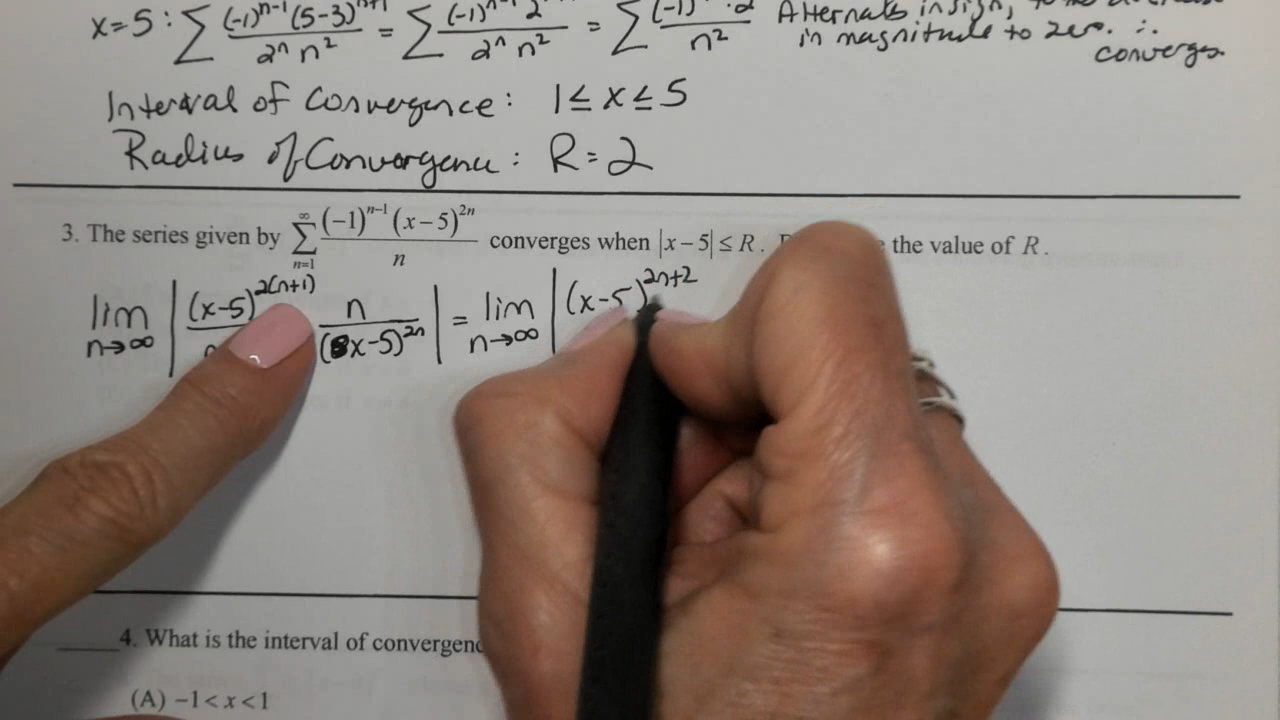 x=5 : ∑ (-1)^{n-1} (5-3)^{n+1} / 2^n n^2 = ∑ (-1)^{n-1} 2 / 2^n n^2 = ∑ (-1) · 2 / n^2 Alternates in sign,
in magnitude to zero. ∴
converges
Interval of Convergence: 1 ≤ x ≤ 5
Radius of Convergence: R = 2
3. The series given by ∑_{n=1}^{∞} (-1)^{n-1} (x-5)^{2n} / n converges when |x-5| ≤ R. the value of R.
lim_{n→∞} | (x-5)^{2(n+1)} / n / (x-5)^{2n} | = lim_{n→∞} | (x-5)^{2n+2}
4. What is the interval of
(A) -1 < x < 1